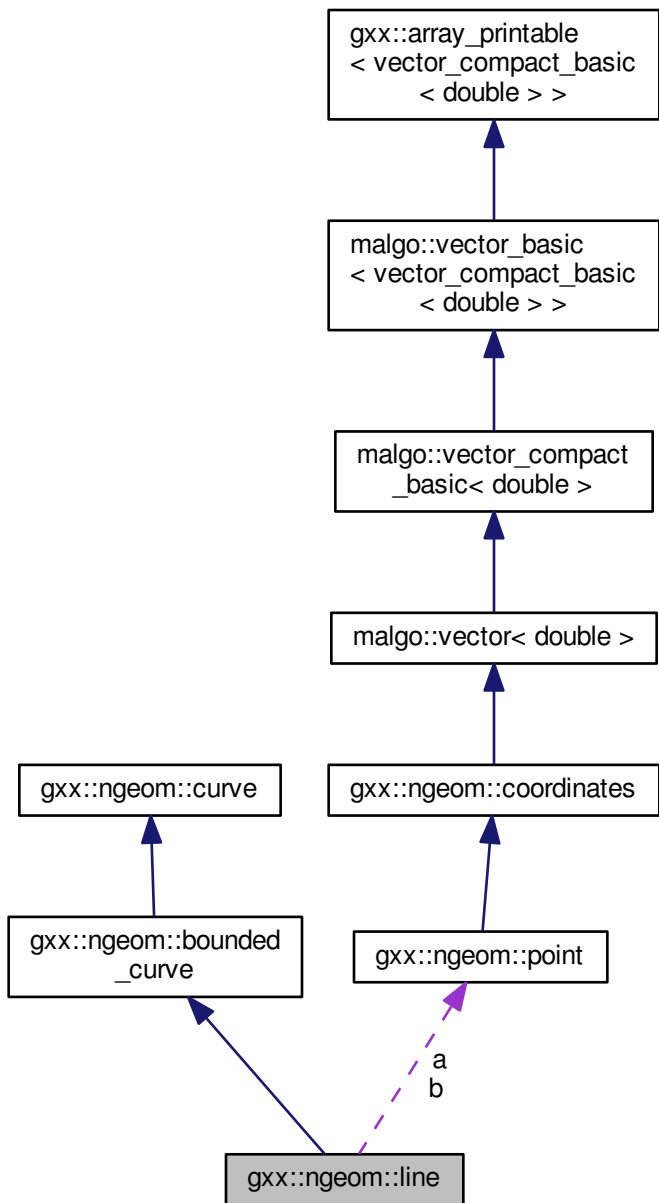 gxx::array_printable
< vector_compact_basic
< double > >
malgo::vector_basic
< vector_compact_basic
< double > >
malgo::vector_compact
_basic< double >
malgo::vector< double >
gxx::ngeom::curve
gxx::ngeom::coordinates
gxx::ngeom::bounded
_curve
gxx::ngeom::point
a
b
gxx::ngeom::line